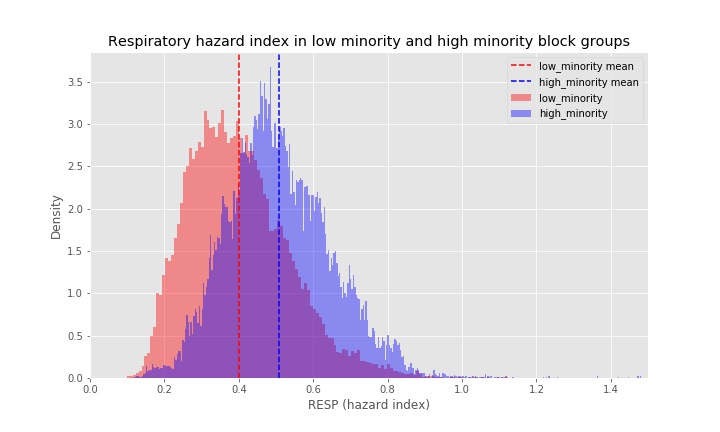 Respiratory hazard index in low minority and high minority block groups
low_minority mean
high_minority mean
low_minority
high_minority
Density
3.5
3.0
2.5
2.0
1.5
1.0
0.5
0.0
0.0 0.2 0.4 0.6 0.8 1.0 1.2 1.4
RESP (hazard index)